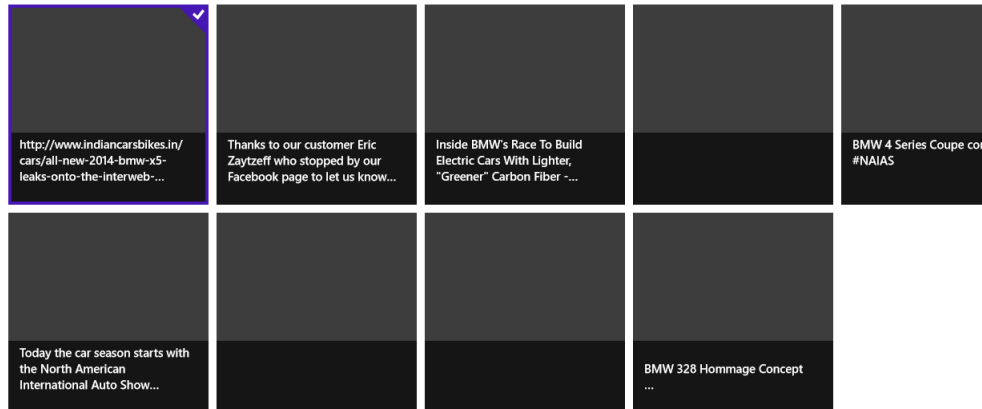 http://www.indiancarsbikes.in/
cars/all-new-2014-bmw-x5-
leaks-onto-the-interweb-...
Thanks to our customer Eric
Zaytzeff who stopped by our
Facebook page to let us know...
Inside BMW's Race To Build
Electric Cars With Lighter,
"Greener" Carbon Fiber -...
BMW 4 Series Coupe
#NAIAS
Today the car season starts with
the North American
International Auto Show...
BMW 328 Hommage Concept
...